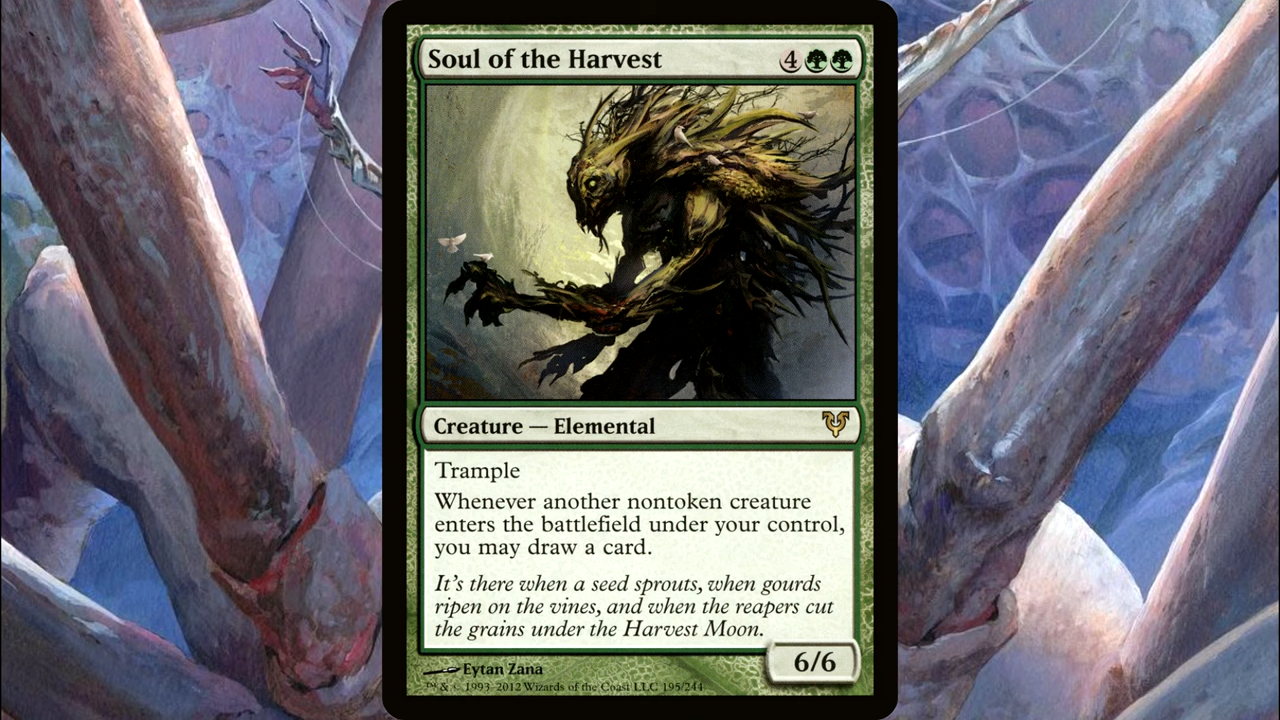 Soul of the Harvest 4
Creature — Elemental
Trample
Whenever another nontoken creature
enters the battlefield under your control,
you may draw a card.
It's there when a seed sprouts, when gourds
ripen on the vines, and when the reapers cut
the grains under the Harvest Moon.
6/6
Eytan Zana
™ & © 1993–2012 Wizards of the Coast LLC 195/244